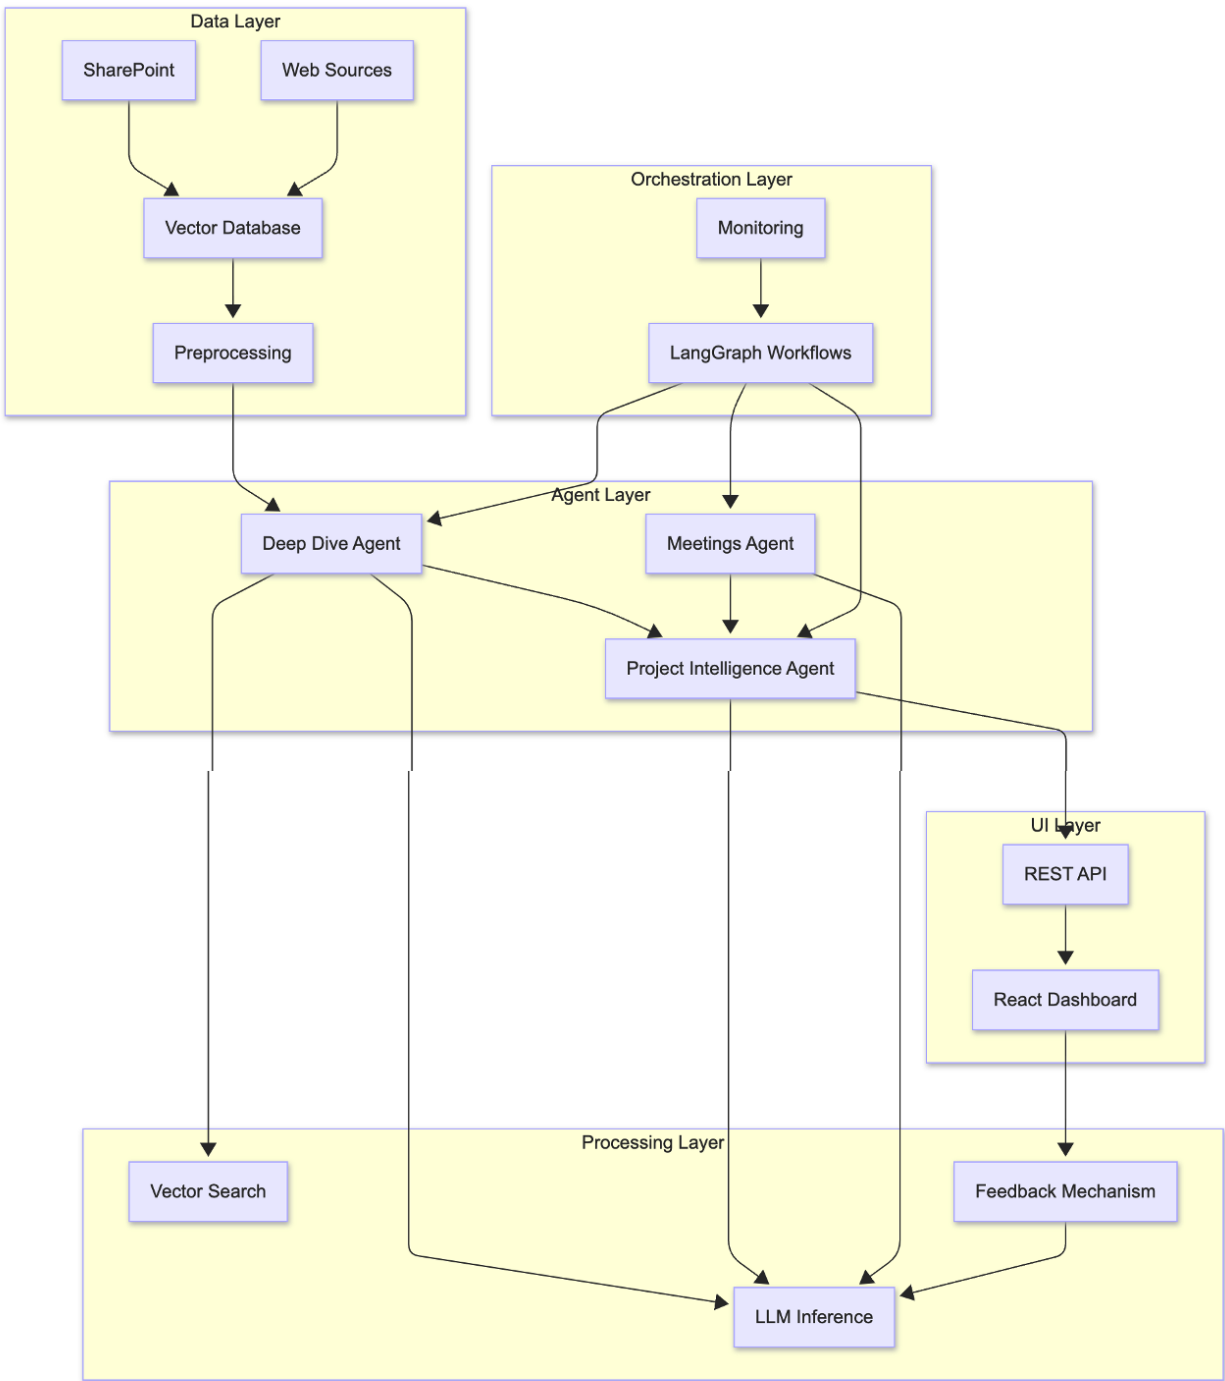 Data Layer
SharePoint
Web Sources
Vector Database
Preprocessing
Orchestration Layer
Monitoring
LangGraph Workflows
Agent Layer
Deep Dive Agent
Meetings Agent
Project Intelligence Agent
UI Layer
REST API
React Dashboard
Processing Layer
Vector Search
Feedback Mechanism
LLM Inference